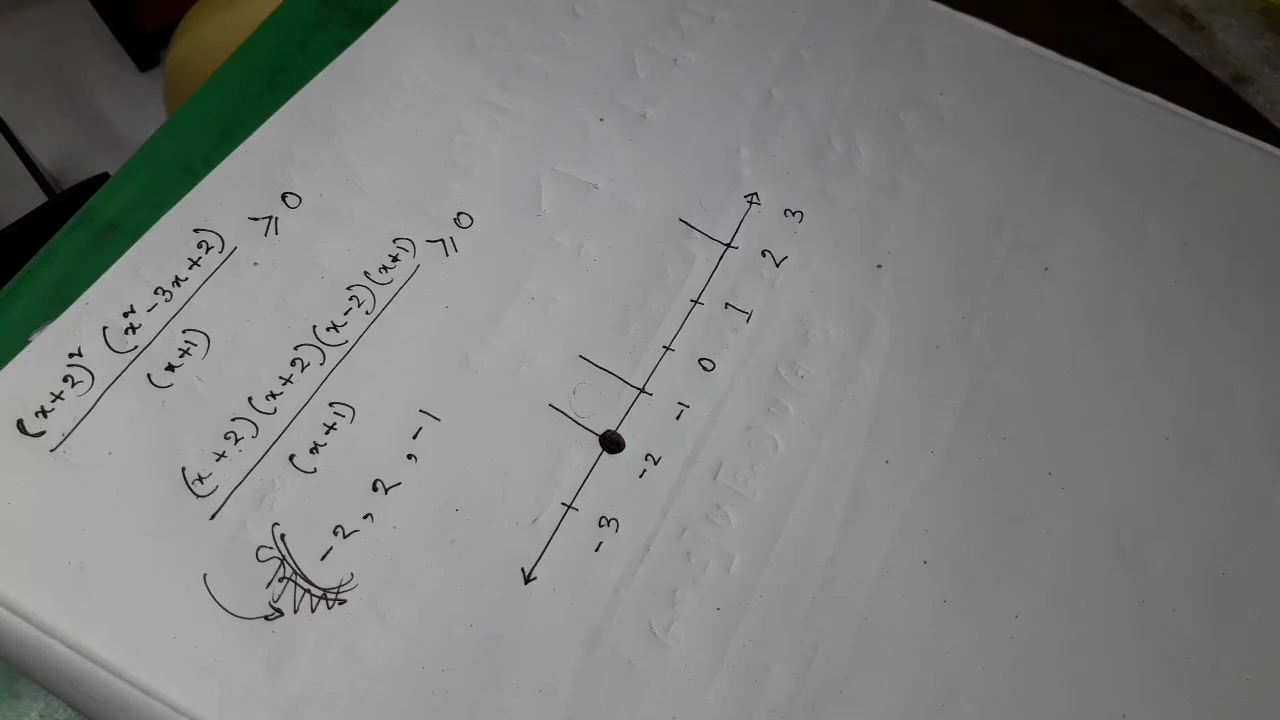 (x+2)² (x²-3x+2)
(x+1)
≥ 0
(x+2)(x+2)(x-2)(x+1)
(x+1)
≥ 0
-2, 2, -1
-3 -2 -1 0 1 2 3